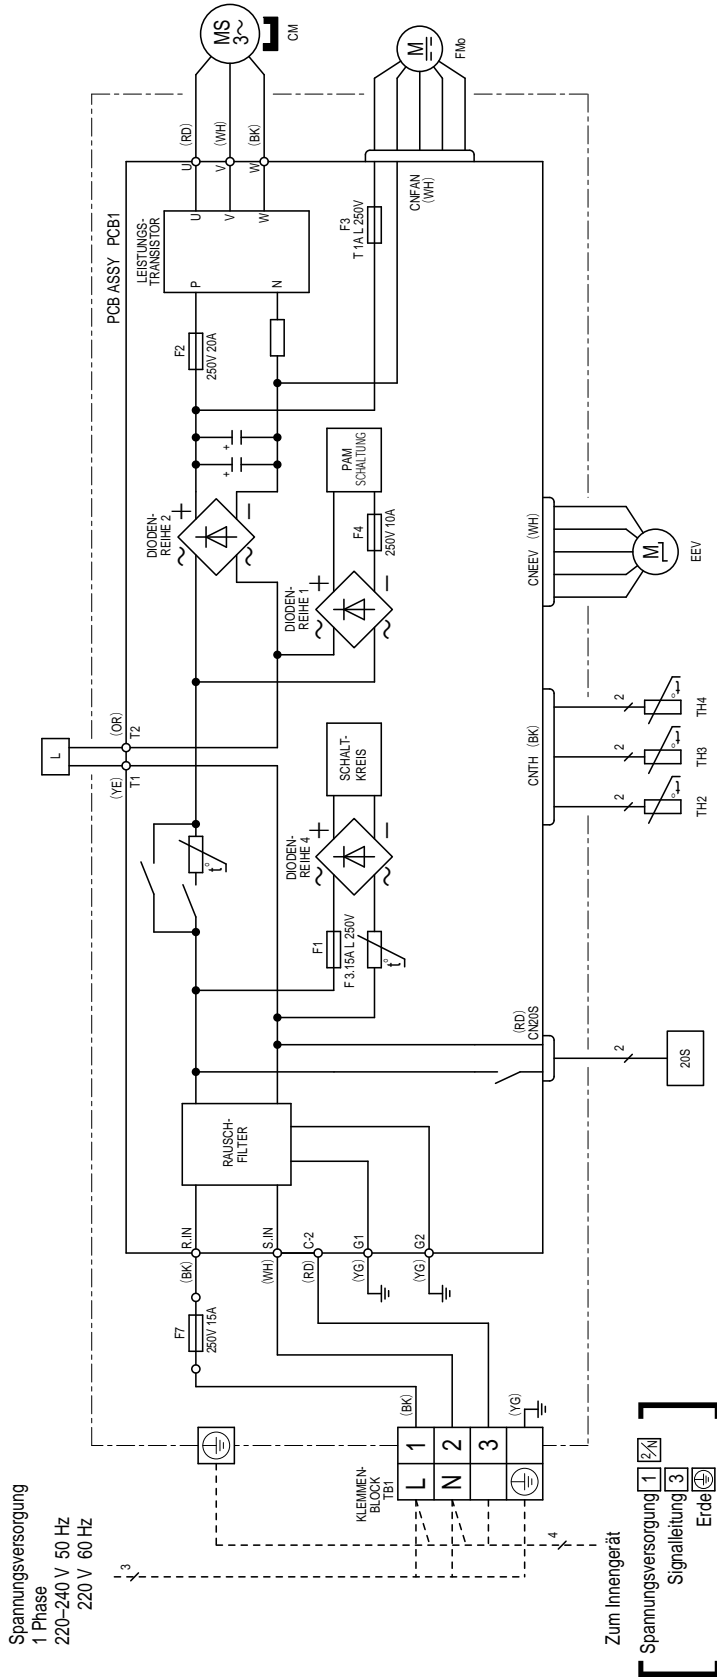 Spannungsversorgung
1 Phase
220–240 V 50 Hz
220 V 60 Hz
3
4
Zum Innengerät
Spannungsversorgung 1 2/N
Signalleitung 3
Erde
KLEMMEN-
BLOCK
TB1
L 1
N 2
3
(BK)
(YG)
F7
250V 15A
(BK)
R.IN
(WH)
S.IN
(RD)
C-2
(YG)
G1
(YG)
G2
RAUSCH-
FILTER
(RD)
CN20S
2
20S
F1
F 3.15A L 250V
t°
t°
DIODEN-
REIHE 4
~
~
+
–
SCHALT-
KREIS
L
(YE)
(OR)
T1
T2
CNTH (BK)
2
2
2
t°
t°
t°
TH2
TH3
TH4
DIODEN-
REIHE 1
~
~
+
–
F4
250V 10A
PAM
SCHALTUNG
DIODEN-
REIHE 2
~
~
+
–
+
+
CNEEV (WH)
M
EEV
F2
250V 20A
PCB ASSY PCB1
LEISTUNGS-
TRANSISTOR
P
N
U
V
W
U
V
W
(RD)
(WH)
(BK)
MS
3~
CM
F3
T 1A L 250V
CNFAN
(WH)
M
FMo